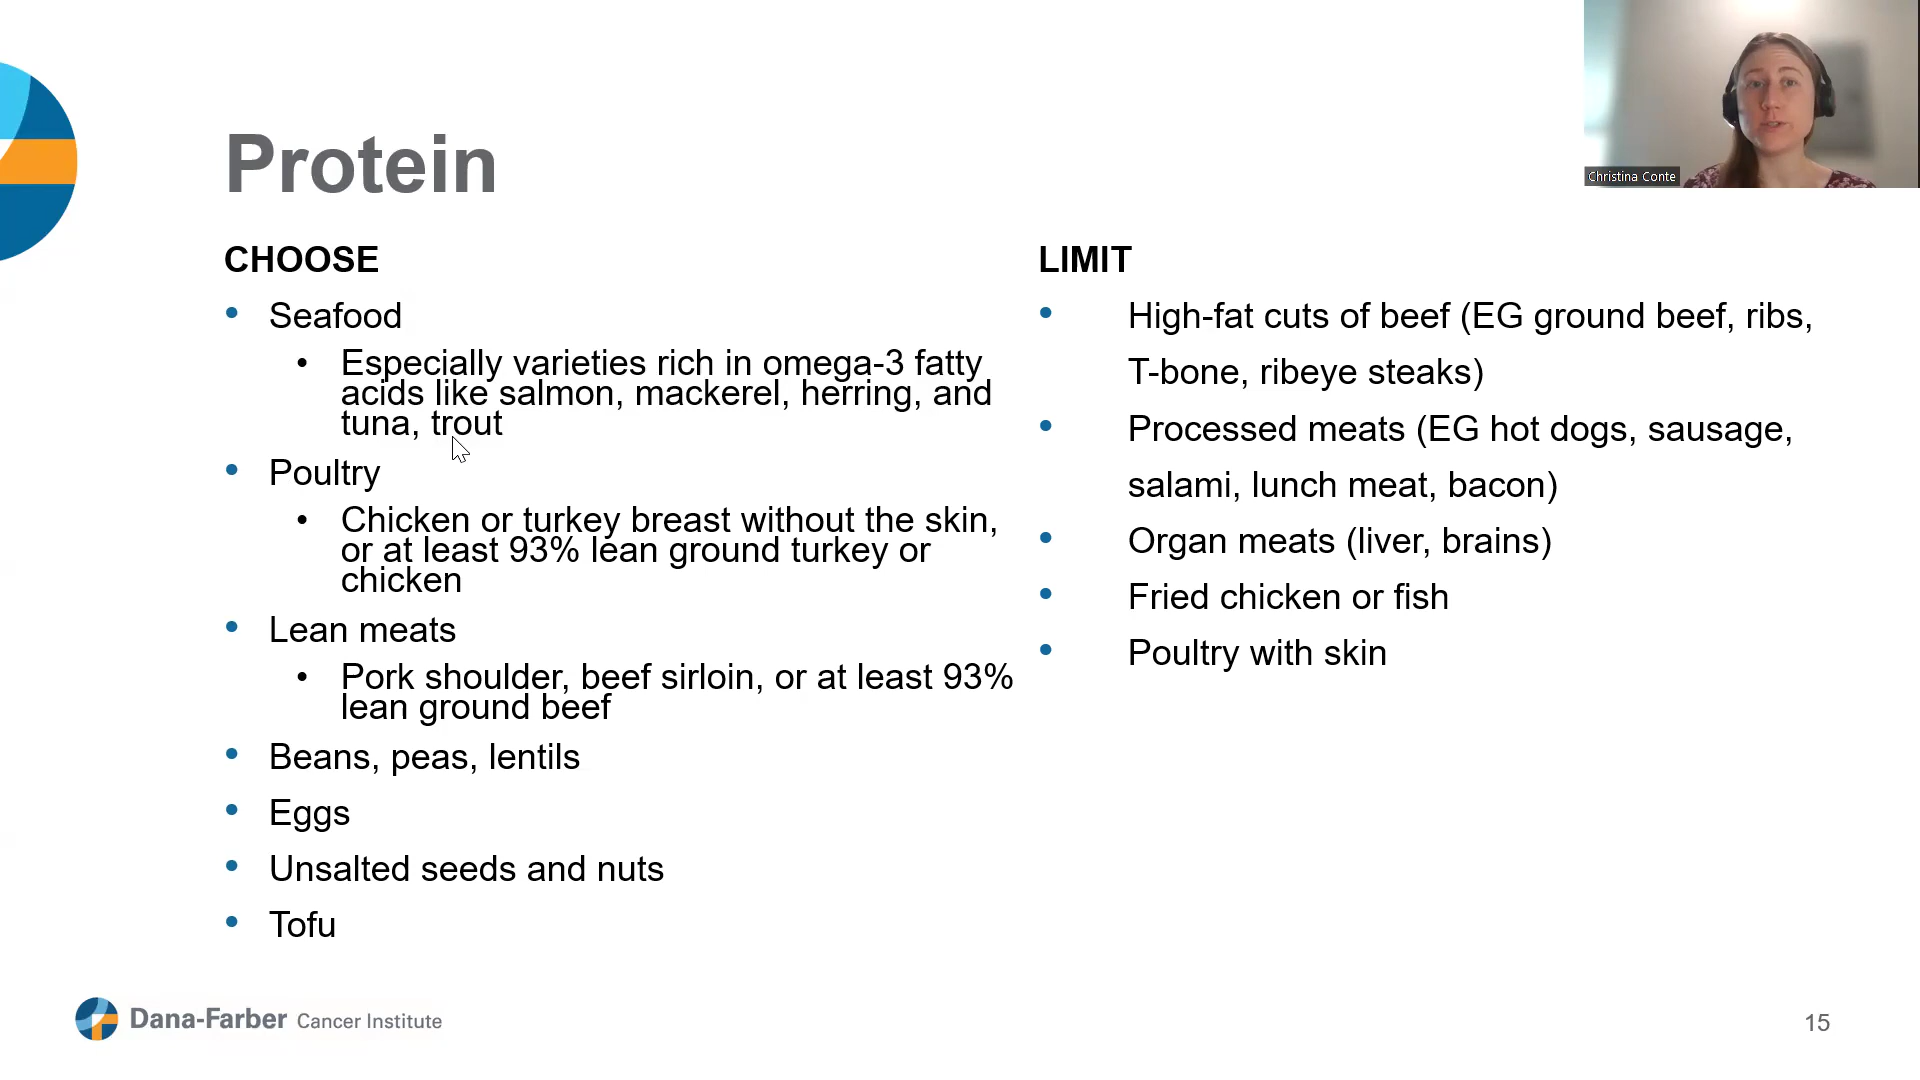 Protein
Christina Conte
CHOOSE
• Seafood
• Especially varieties rich in omega-3 fatty
acids like salmon, mackerel, herring, and
tuna, trout
• Poultry
• Chicken or turkey breast without the skin,
or at least 93% lean ground turkey or
chicken
• Lean meats
• Pork shoulder, beef sirloin, or at least 93%
lean ground beef
• Beans, peas, lentils
• Eggs
• Unsalted seeds and nuts
• Tofu
LIMIT
• High-fat cuts of beef (EG ground beef, ribs,
T-bone, ribeye steaks)
• Processed meats (EG hot dogs, sausage,
salami, lunch meat, bacon)
• Organ meats (liver, brains)
• Fried chicken or fish
• Poultry with skin
Dana-Farber Cancer Institute
15